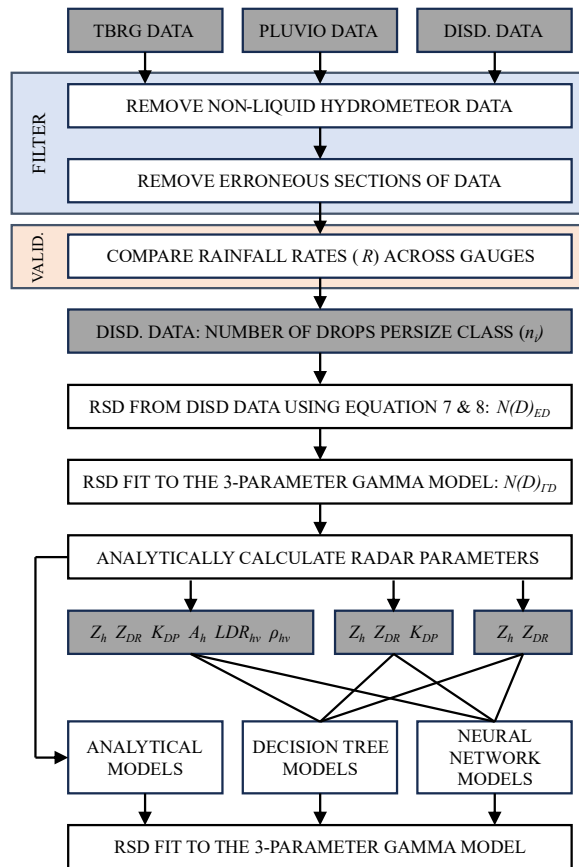 TBRG DATA
PLUVIO DATA
DISD. DATA
FILTER
REMOVE NON-LIQUID HYDROMETEOR DATA
REMOVE ERRONEOUS SECTIONS OF DATA
VALID.
COMPARE RAINFALL RATES (R) ACROSS GAUGES
DISD. DATA: NUMBER OF DROPS PERSIZE CLASS (nᵢ)
RSD FROM DISD DATA USING EQUATION 7 & 8: N(D)ED
RSD FIT TO THE 3-PARAMETER GAMMA MODEL: N(D)ΓD
ANALYTICALLY CALCULATE RADAR PARAMETERS
Zh ZDR KDP Ah LDRhv ρhv
Zh ZDR KDP
Zh ZDR
ANALYTICAL
MODELS
DECISION TREE
MODELS
NEURAL
NETWORK
MODELS
RSD FIT TO THE 3-PARAMETER GAMMA MODEL